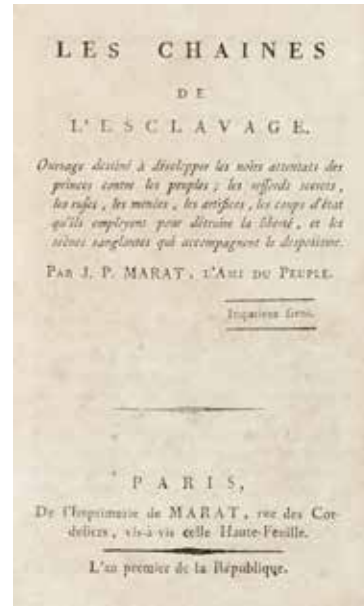 LES CHAINES
DE
L'ESCLAVAGE.
Ouvrage destiné à développer les noirs attentats des
princes contre les peuples; les ressorts secrets,
les ruses, les menées, les artifices, les coups d'état
qu'ils employent pour détruire la liberté, et les
scènes sanglantes qui accompagnent le despotisme.
PAR J. P. MARAT, L'AMI DU PEUPLE.
Impatiens freni.
PARIS,
De l'Imprimerie de MARAT, rue des Cor-
deliers, vis-à-vis celle Haute-Feuille.
L'an premier de la République.